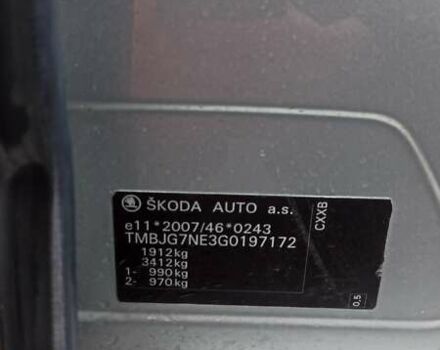 ŠKODA AUTO a.s.
e11*2007/46*0243
TMBJG7NE3G0197172
1912kg
3412kg
1- 990kg
2- 970kg
CXXB
0,5